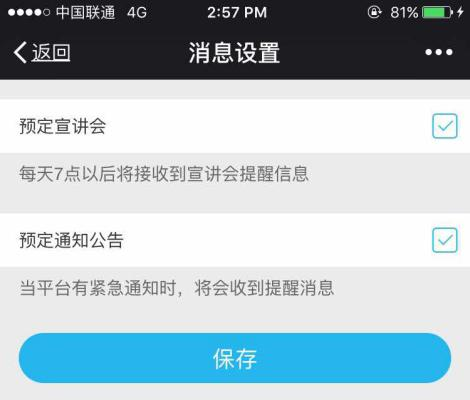 中国联通 4G 2:57 PM 81%
返回 消息设置
预定宣讲会
每天7点以后将接收到宣讲会提醒信息
预定通知公告
当平台有紧急通知时，将会收到提醒消息
保存